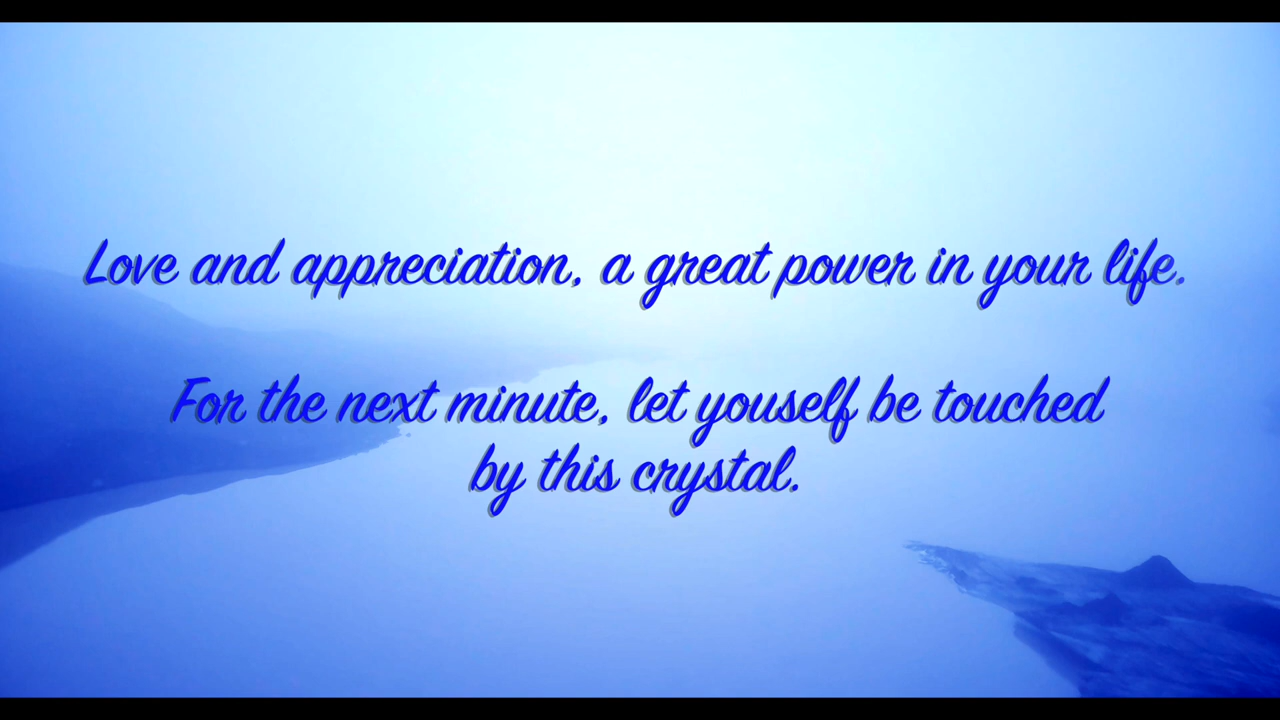 Love and appreciation, a great power in your life.
For the next minute, let youself be touched
by this crystal.